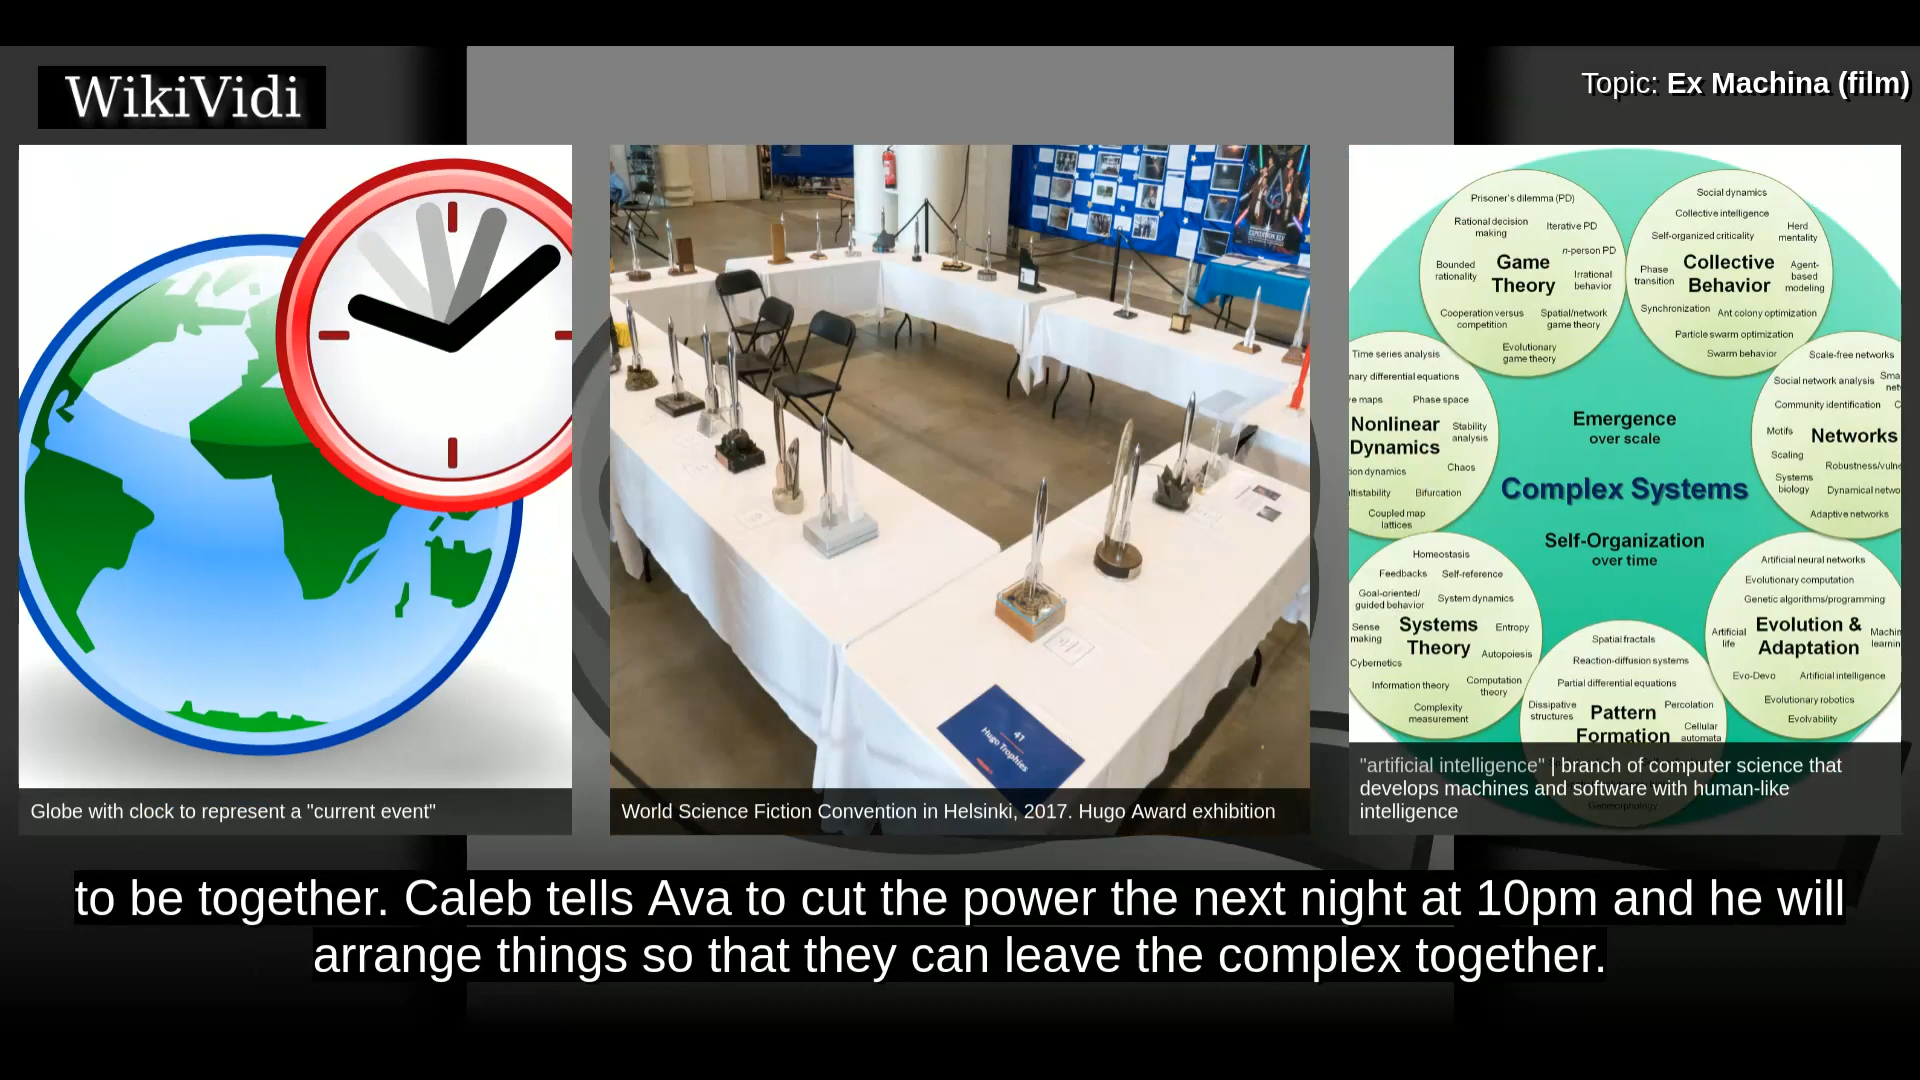 WikiVidi
Topic: Ex Machina (film)
Globe with clock to represent a "current event"
41
Hugo Trophies
World Science Fiction Convention in Helsinki, 2017. Hugo Award exhibition
Prisoner's dilemma (PD)
Rational decision
making
Iterative PD
n-person PD
Bounded
rationality
Game
Theory
Irrational
behavior
Cooperation versus
competition
Spatial/network
game theory
Evolutionary
game theory
Social dynamics
Collective intelligence
Self-organized criticality
Herd
mentality
Phase
transition
Collective
Behavior
Agent-
based
modeling
Synchronization
Ant colony optimization
Particle swarm optimization
Swarm behavior
Time series analysis
differential equations
maps
Phase space
Nonlinear
Dynamics
Stability
analysis
dynamics
Chaos
Bifurcation
Coupled map
lattices
Emergence
over scale
Complex Systems
Self-Organization
over time
Scale-free networks
Social network analysis
Community identification
Motifs
Networks
Scaling
Systems
biology
Adaptive networks
Homeostasis
Feedbacks
Self-reference
Goal-oriented/
guided behavior
System dynamics
Sense
making
Systems
Theory
Entropy
Cybernetics
Autopoiesis
Information theory
Computation
theory
Complexity
measurement
Spatial fractals
Reaction-diffusion systems
Partial differential equations
Dissipative
structures
Percolation
Pattern
Formation
Cellular
automata
Geomorphology
Artificial neural networks
Evolutionary computation
Genetic algorithms/programming
Artificial
life
Evolution &
Adaptation
Evo-Devo
Artificial intelligence
Evolutionary robotics
Evolvability
"artificial intelligence" | branch of computer science that
develops machines and software with human-like
intelligence
to be together. Caleb tells Ava to cut the power the next night at 10pm and he will
arrange things so that they can leave the complex together.